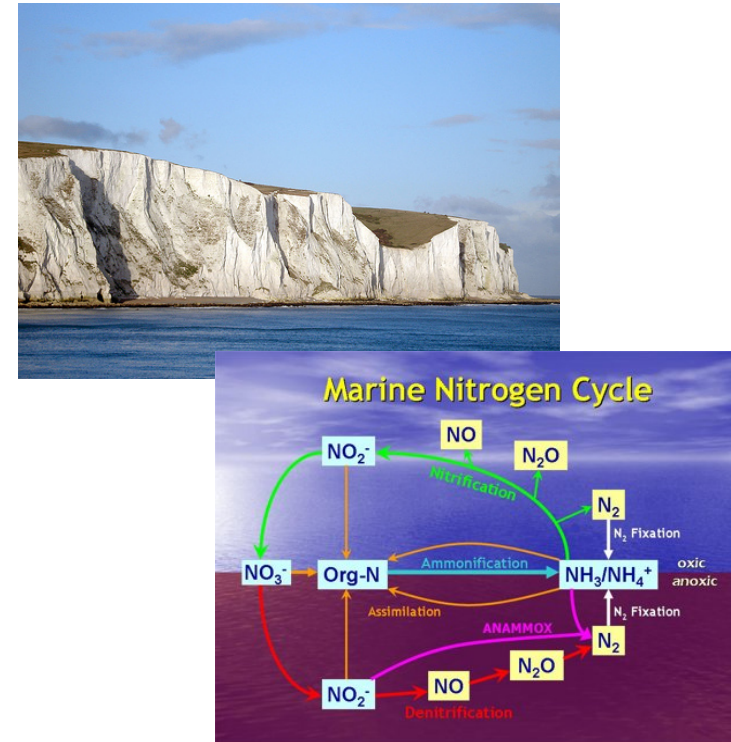 Marine Nitrogen Cycle
NO
NO₂⁻
N₂O
Nitrification
N₂
N₂ Fixation
NO₃⁻
Org-N
Ammonification
NH₃/NH₄⁺
oxic
anoxic
Assimilation
N₂ Fixation
ANAMMOX
N₂
N₂O
NO₂⁻
NO
Denitrification